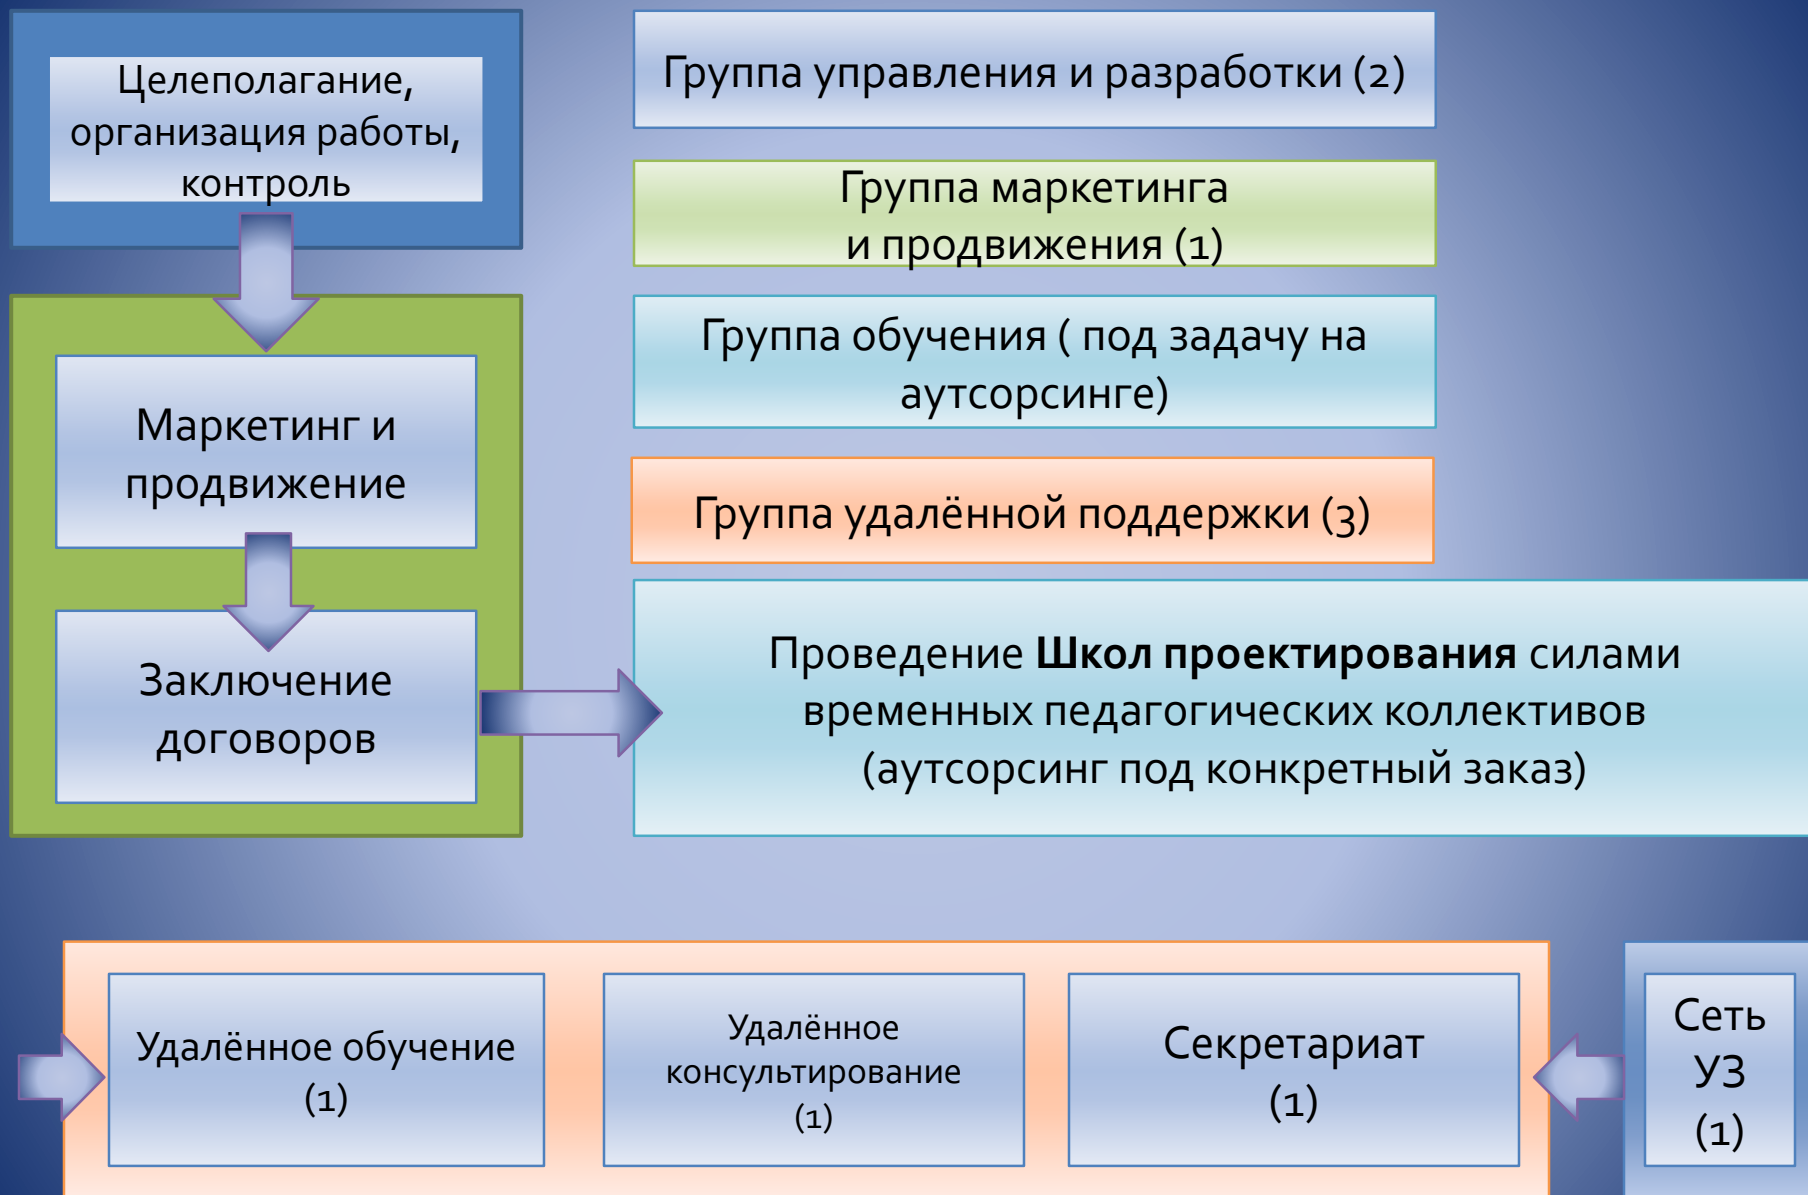 Целеполагание,
организация работы,
контроль
Группа управления и разработки (2)
Группа маркетинга
и продвижения (1)
Группа обучения ( под задачу на
аутсорсинге)
Маркетинг и
продвижение
Группа удалённой поддержки (3)
Заключение
договоров
Проведение Школ проектирования силами
временных педагогических коллективов
(аутсорсинг под конкретный заказ)
Удалённое обучение
(1)
Удалённое
консультирование
(1)
Секретариат
(1)
Сеть
УЗ
(1)